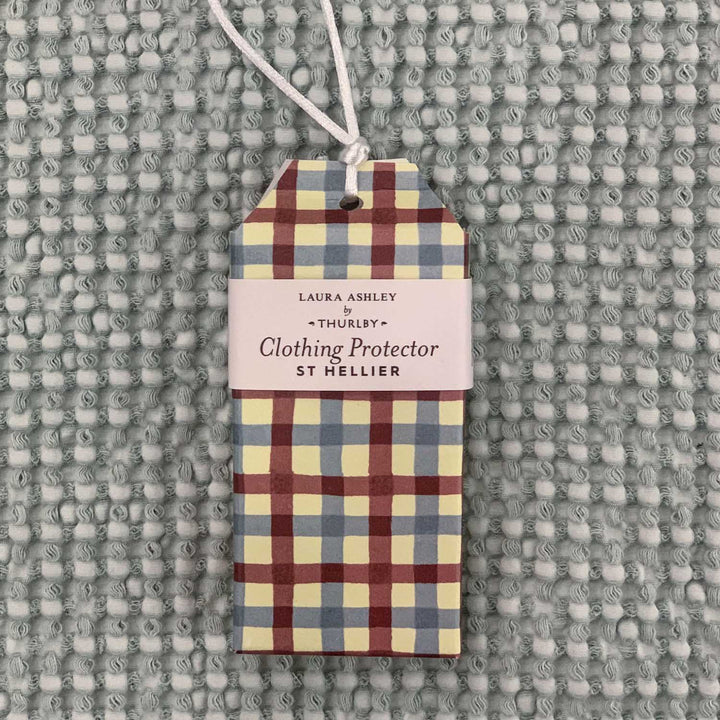 LAURA ASHLEY
by
THURLBY
Clothing Protector
ST HELLIER